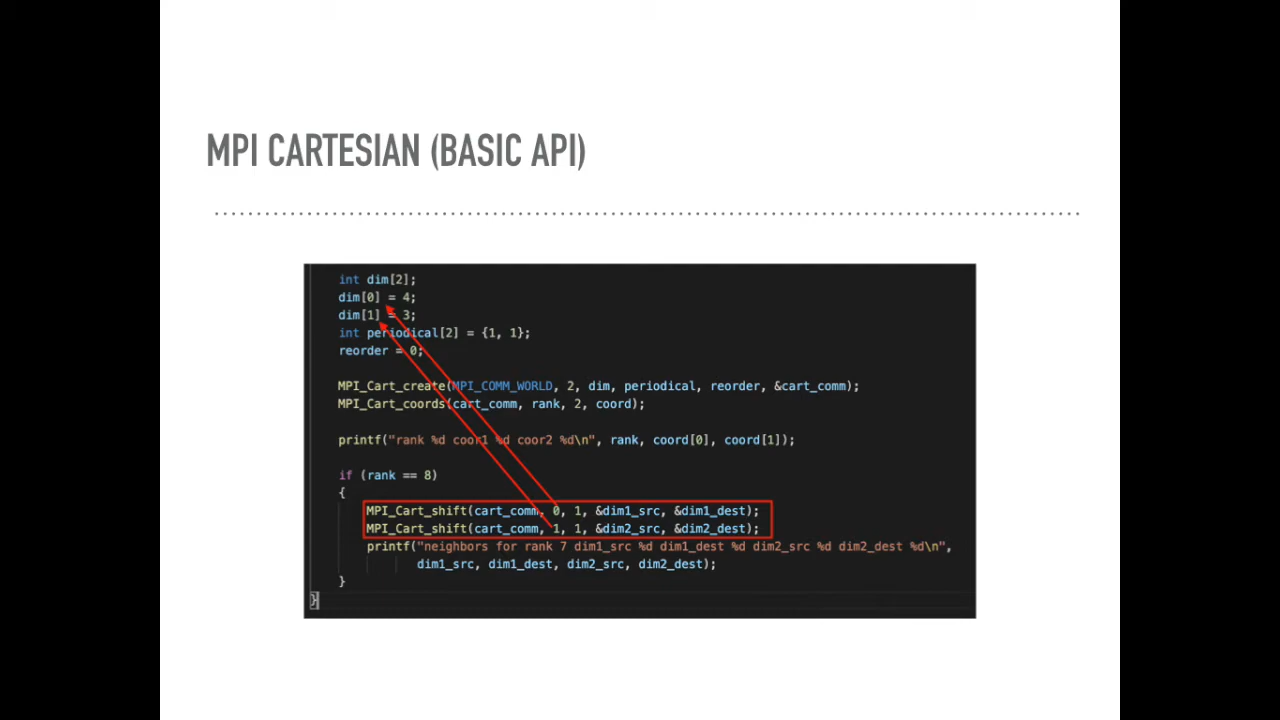 MPI CARTESIAN (BASIC API)
int dim[2];
dim[0] = 4;
dim[1] = 3;
int periodical[2] = {1, 1};
reorder = 0;
MPI_Cart_create(MPI_COMM_WORLD, 2, dim, periodical, reorder, &cart_comm);
MPI_Cart_coords(cart_comm, rank, 2, coord);
printf("rank %d coor1 %d coor2 %d\n", rank, coord[0], coord[1]);
if (rank == 8)
{
MPI_Cart_shift(cart_comm, 0, 1, &dim1_src, &dim1_dest);
MPI_Cart_shift(cart_comm, 1, 1, &dim2_src, &dim2_dest);
printf("neighbors for rank 7 dim1_src %d dim1_dest %d dim2_src %d dim2_dest %d\n",
dim1_src, dim1_dest, dim2_src, dim2_dest);
}
}